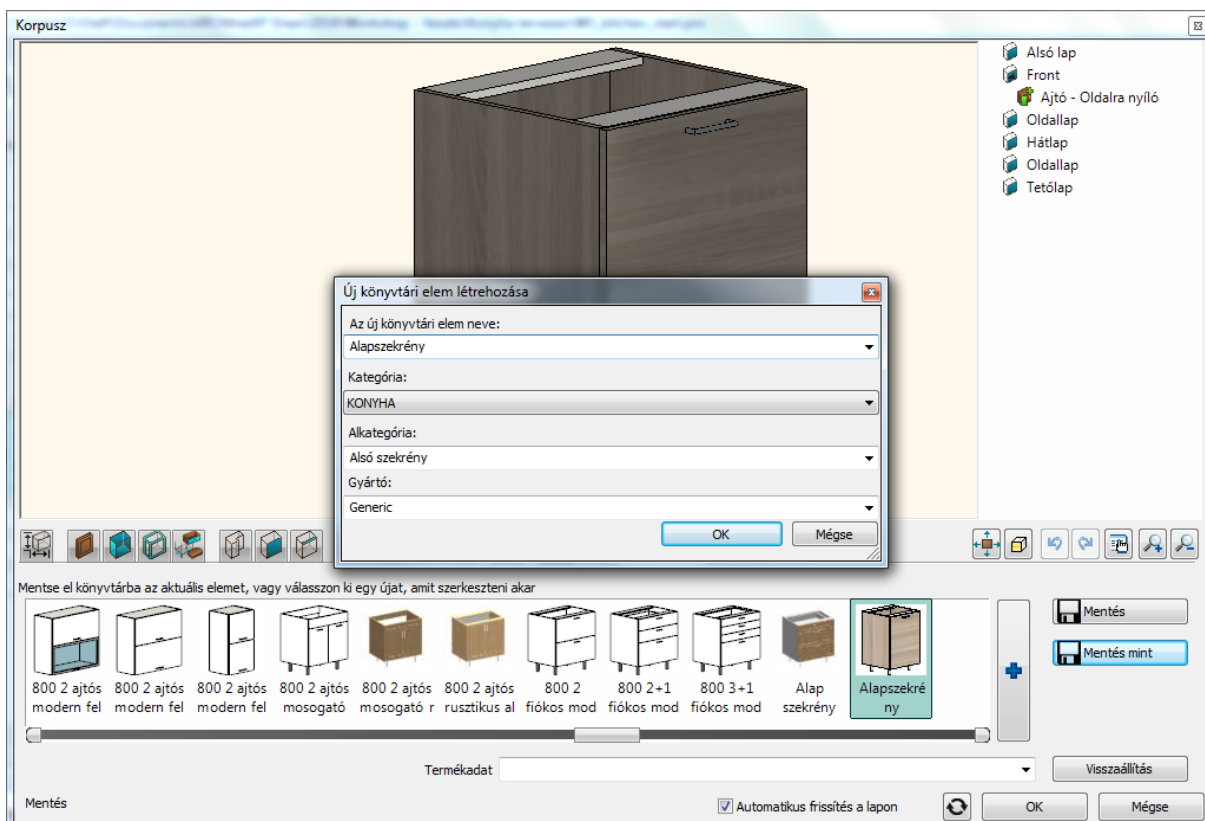 Korpusz
Alsó lap
Front
Ajtó - Oldalra nyíló
Oldallap
Hátlap
Oldallap
Tetőlap
Új könyvtári elem létrehozása
Az új könyvtári elem neve:
Alapszekrény
Kategória:
KONYHA
Alkategória:
Alsó szekrény
Gyártó:
Generic
OK
Mégse
Mentse el könyvtárba az aktuális elemet, vagy válasszon ki egy újat, amit szerkeszteni akar
800 2 ajtós
modern fel
800 2 ajtós
modern fel
800 2 ajtós
modern fel
800 2 ajtós
mosogató
800 2 ajtós
mosogató r
800 2 ajtós
rusztikus al
800 2
fiókos mod
800 2+1
fiókos mod
800 3+1
fiókos mod
Alap
szekrény
Alapszekré
ny
Mentés
Mentés mint
Termékadat
Visszaállítás
Mentés
Automatikus frissítés a lapon
OK
Mégse